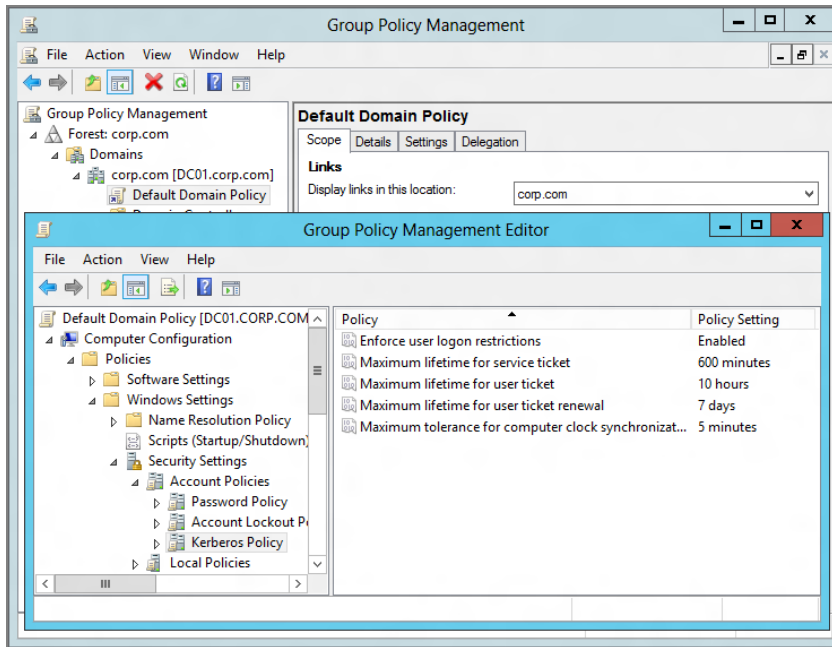 Group Policy Management
File Action View Window Help
Group Policy Management
Forest: corp.com
Domains
corp.com [DC01.corp.com]
Default Domain Policy
Default Domain Policy
Scope Details Settings Delegation
Links
Display links in this location: corp.com
Group Policy Management Editor
File Action View Help
Default Domain Policy [DC01.CORP.COM
Computer Configuration
Policies
Software Settings
Windows Settings
Name Resolution Policy
Scripts (Startup/Shutdown)
Security Settings
Account Policies
Password Policy
Account Lockout P
Kerberos Policy
Local Policies
Policy Policy Setting
Enforce user logon restrictions Enabled
Maximum lifetime for service ticket 600 minutes
Maximum lifetime for user ticket 10 hours
Maximum lifetime for user ticket renewal 7 days
Maximum tolerance for computer clock synchronizat... 5 minutes